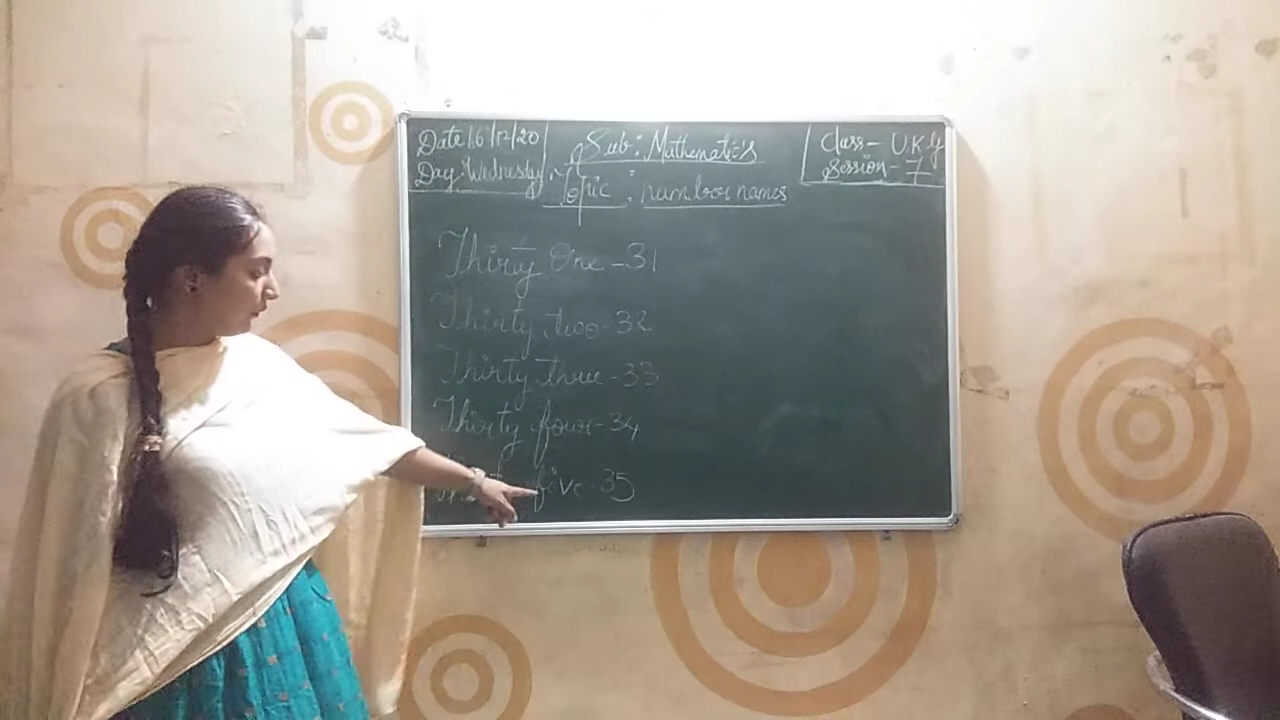 Date 16/12/20
Day: Wednesday
Sub: Mathematics
Topic: number names
Class- U.K.G
Session- 7
Thirty One - 31
Thirty two - 32
Thirty three - 33
Thirty four - 34
five - 35